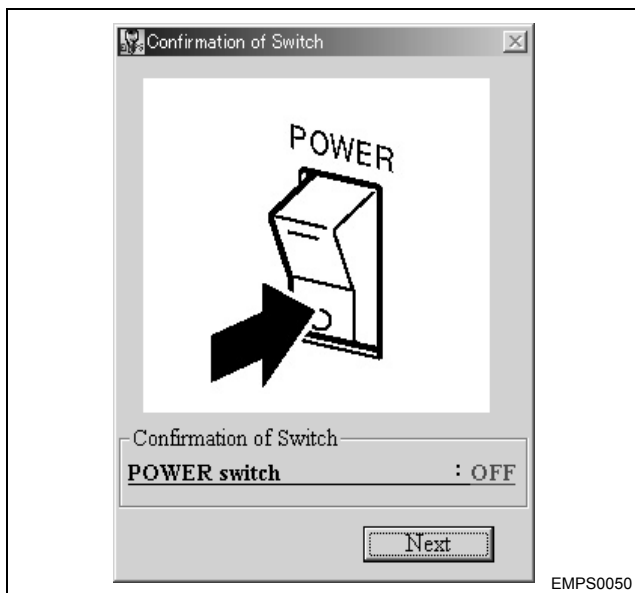 Confirmation of Switch
POWER
Confirmation of Switch
POWER switch : OFF
Next
EMPS0050